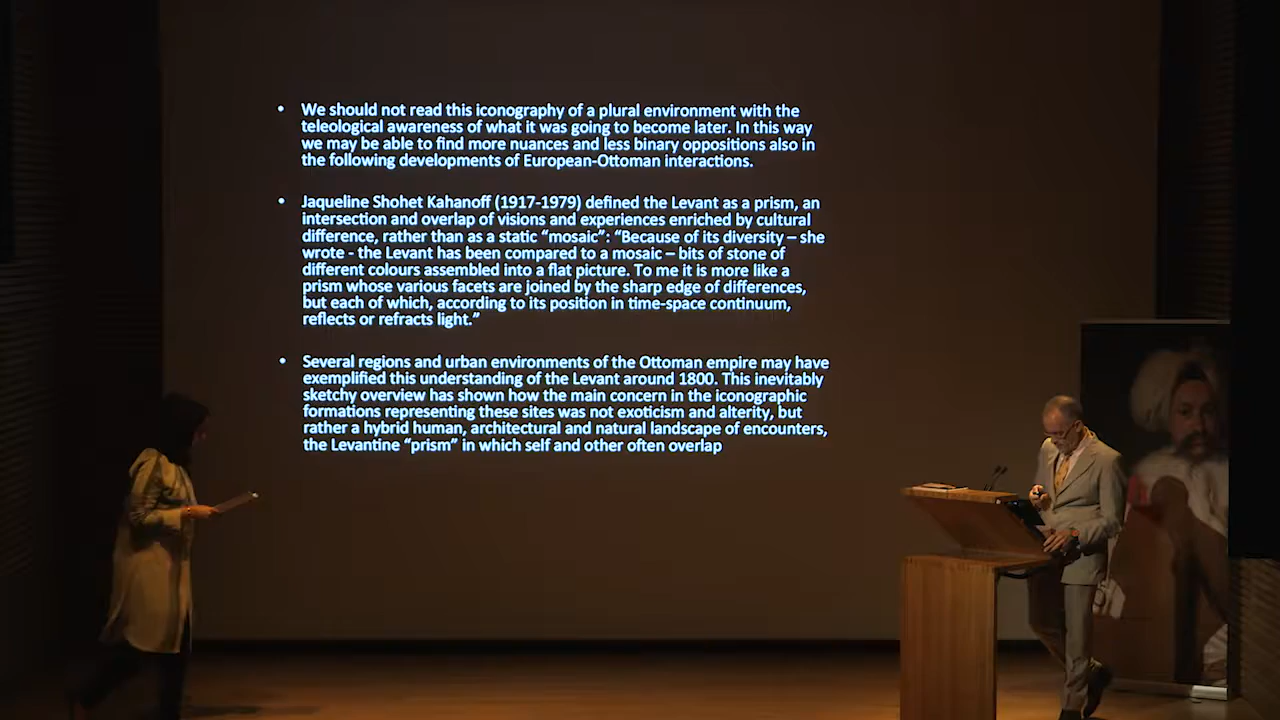 • We should not read this iconography of a plural environment with the
teleological awareness of what it was going to become later. In this way
we may be able to find more nuances and less binary oppositions also in
the following developments of European-Ottoman interactions.
• Jaqueline Shohet Kahanoff (1917-1979) defined the Levant as a prism, an
intersection and overlap of visions and experiences enriched by cultural
difference, rather than as a static “mosaic”: “Because of its diversity – she
wrote - the Levant has been compared to a mosaic – bits of stone of
different colours assembled into a flat picture. To me it is more like a
prism whose various facets are joined by the sharp edge of differences,
but each of which, according to its position in time-space continuum,
reflects or refracts light.”
• Several regions and urban environments of the Ottoman empire may have
exemplified this understanding of the Levant around 1800. This inevitably
sketchy overview has shown how the main concern in the iconographic
formations representing these sites was not exoticism and alterity, but
rather a hybrid human, architectural and natural landscape of encounters,
the Levantine “prism” in which self and other often overlap